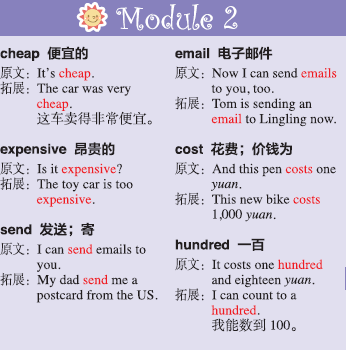 Module 2
cheap 便宜的
原文：It's cheap.
拓展：The car was very
cheap.
这车卖得非常便宜。
expensive 昂贵的
原文：Is it expensive?
拓展：The toy car is too
expensive.
send 发送；寄
原文：I can send emails to
you.
拓展：My dad send me a
postcard from the US.
email 电子邮件
原文：Now I can send emails
to you, too.
拓展：Tom is sending an
email to Lingling now.
cost 花费；价钱为
原文：And this pen costs one
yuan.
拓展：This new bike costs
1,000 yuan.
hundred 一百
原文：It costs one hundred
and eighteen yuan.
拓展：I can count to a
hundred.
我能数到 100。